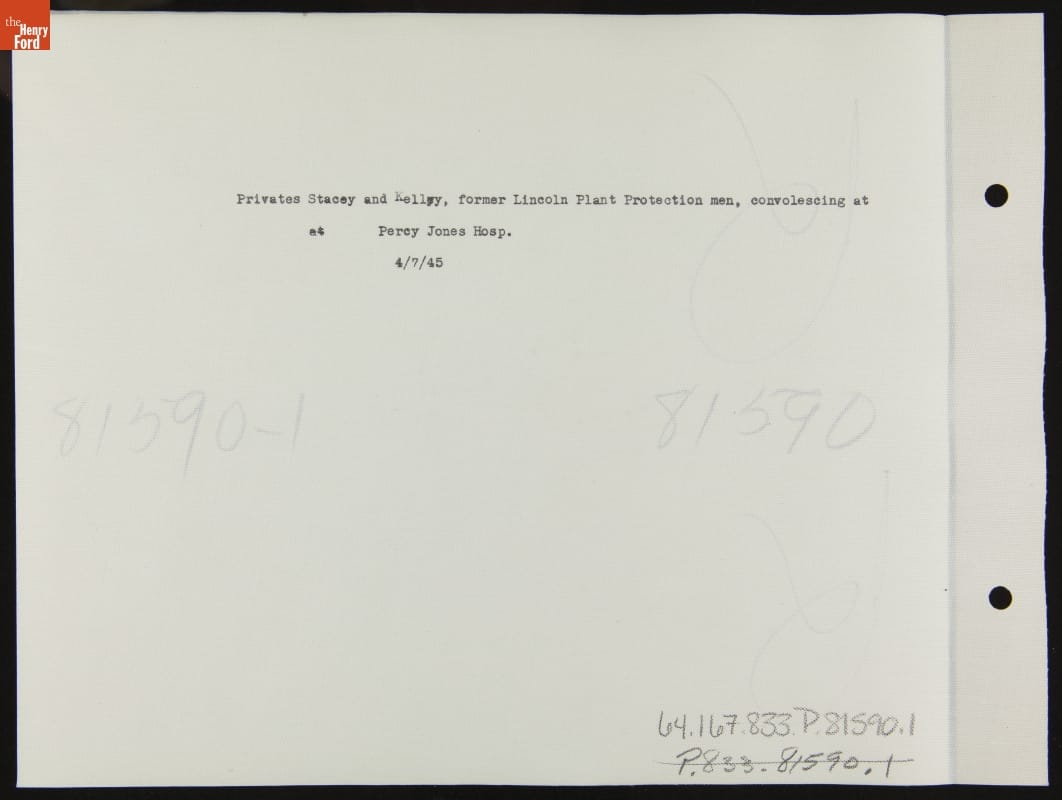 the
Henry
Ford
Privates Stacey and Kelley, former Lincoln Plant Protection men, convolescing at
at Percy Jones Hosp.
4/7/45
81590-1 81590
64.167.833.P.81590.1
P.833-81590.1